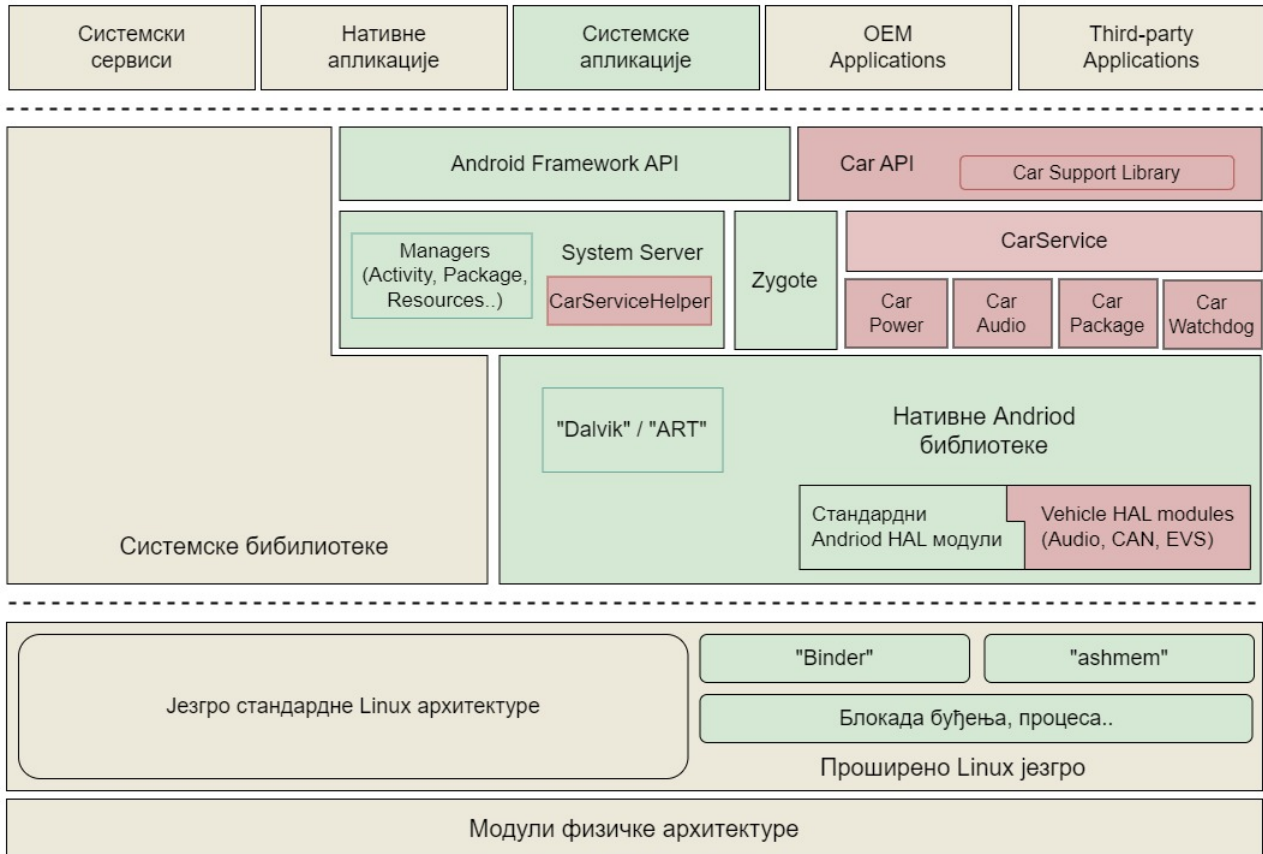 Системски
сервиси
Нативне
апликације
Системске
апликације
OEM
Applications
Third-party
Applications
Android Framework API
Car API
Car Support Library
Managers
(Activity, Package,
Resources..)
System Server
CarServiceHelper
Zygote
CarService
Car
Power
Car
Audio
Car
Package
Car
Watchdog
"Dalvik" / "ART"
Нативне Andriod
библиотеке
Стандардни
Andriod HAL модули
Vehicle HAL modules
(Audio, CAN, EVS)
Системске бибилиотеке
Језгро стандардне Linux архитектуре
"Binder"
"ashmem"
Блокада буђења, процеса..
Проширено Linux језгро
Модули физичке архитектуре